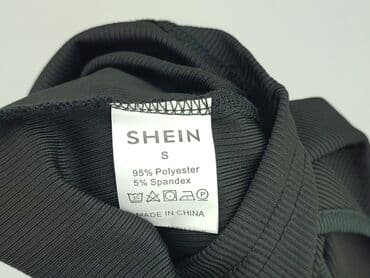 SHEIN
S
95% Polyester
5% Spandex
MADE IN CHINA